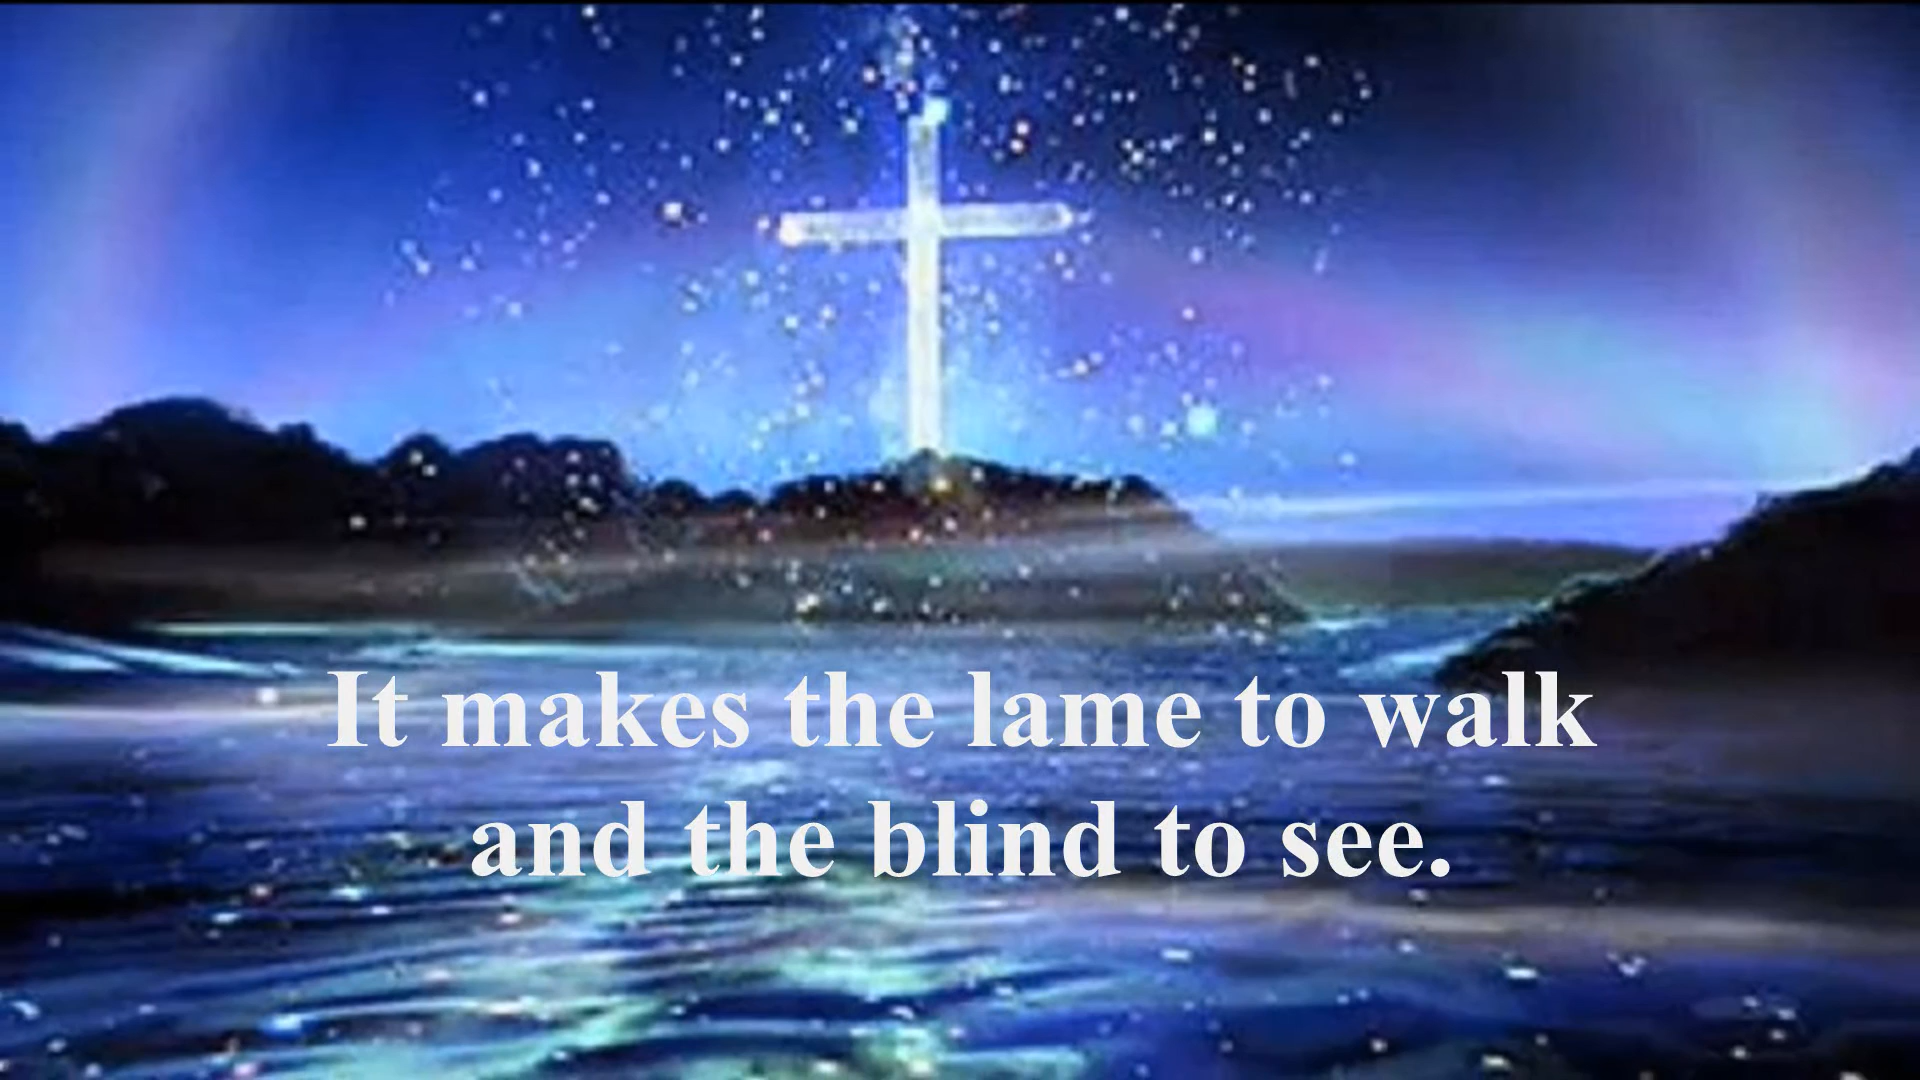 It makes the lame to walk
and the blind to see.